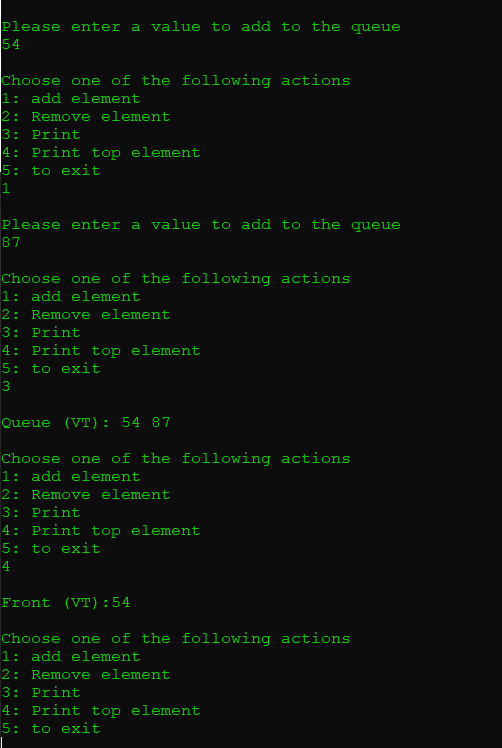 Please enter a value to add to the queue
54
Choose one of the following actions
1: add element
2: Remove element
3: Print
4: Print top element
5: to exit
1
Please enter a value to add to the queue
87
Choose one of the following actions
1: add element
2: Remove element
3: Print
4: Print top element
5: to exit
3
Queue (VT): 54 87
Choose one of the following actions
1: add element
2: Remove element
3: Print
4: Print top element
5: to exit
4
Front (VT):54
Choose one of the following actions
1: add element
2: Remove element
3: Print
4: Print top element
5: to exit